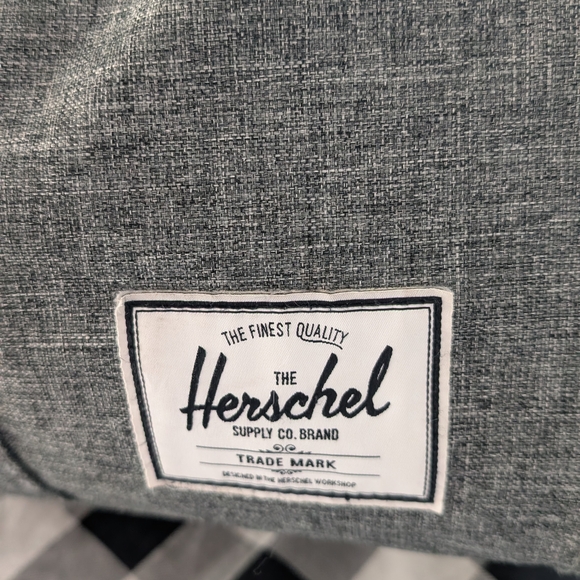 THE FINEST QUALITY
THE
Herschel
SUPPLY CO. BRAND
TRADE MARK
DESIGNED IN THE HERSCHEL WORKSHOP